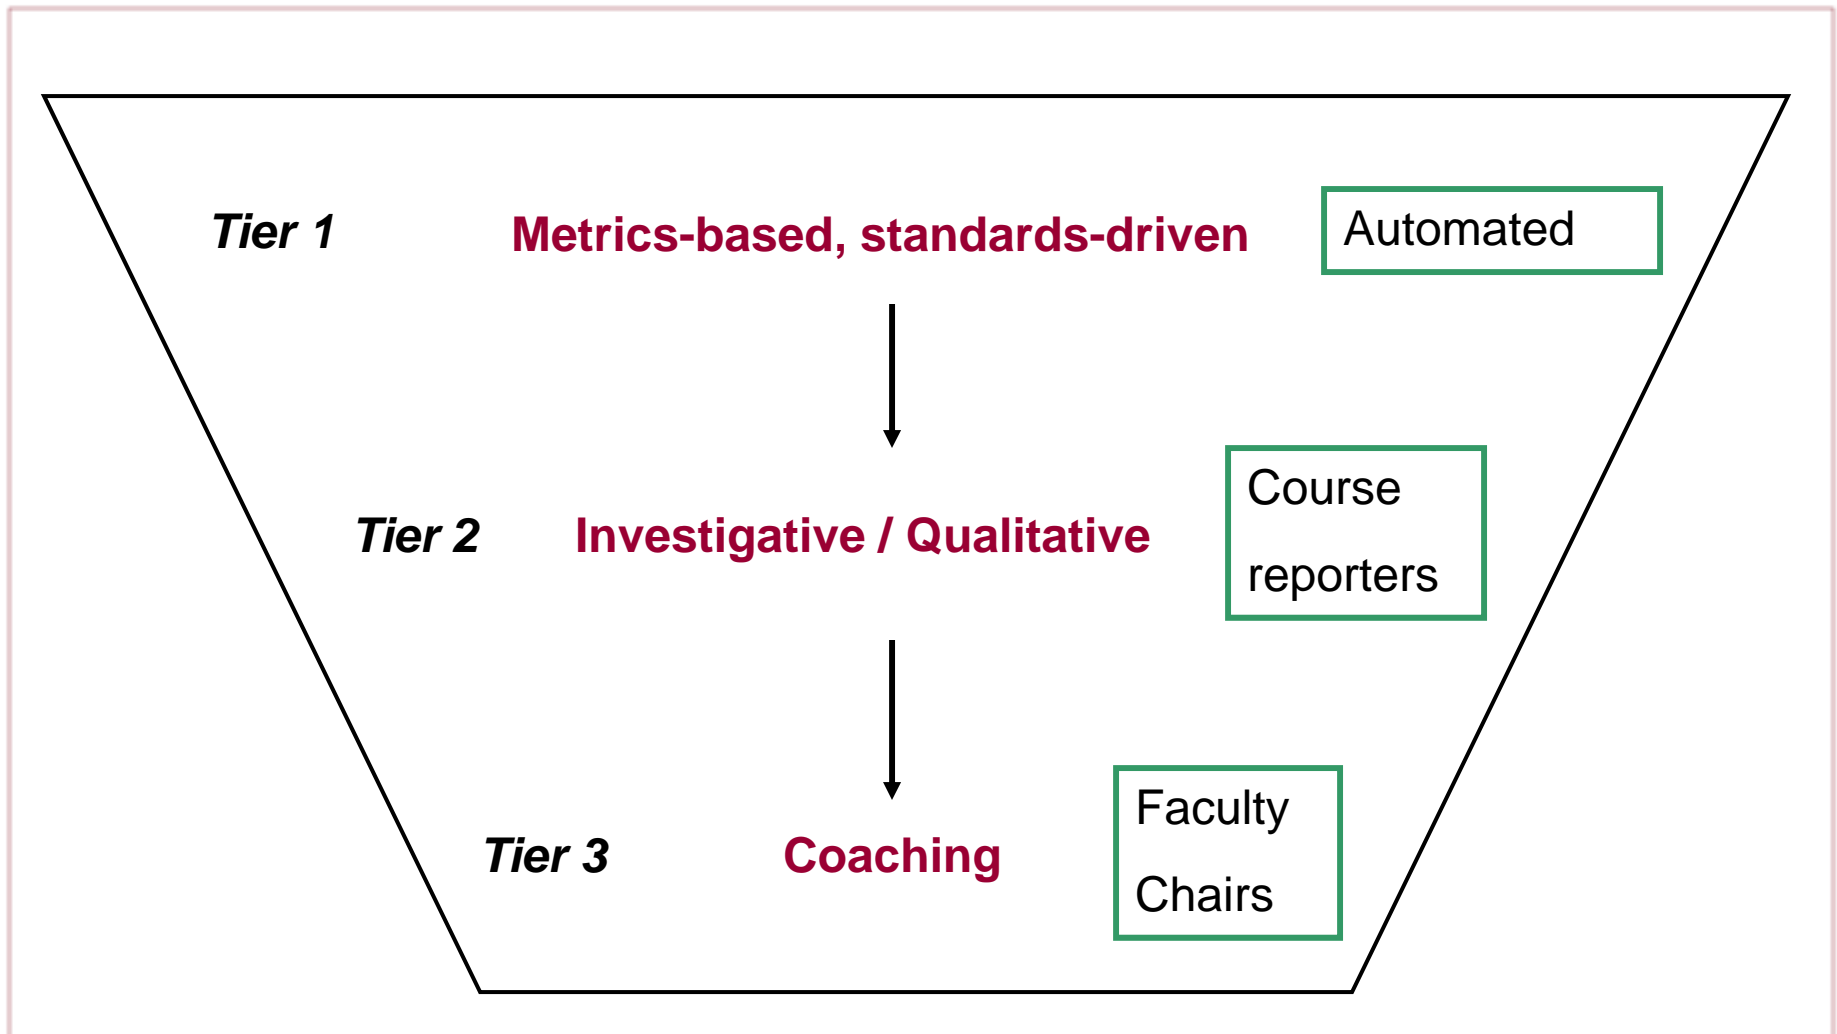 Tier 1
Metrics-based, standards-driven
Automated
Tier 2
Investigative / Qualitative
Course
reporters
Tier 3
Coaching
Faculty
Chairs